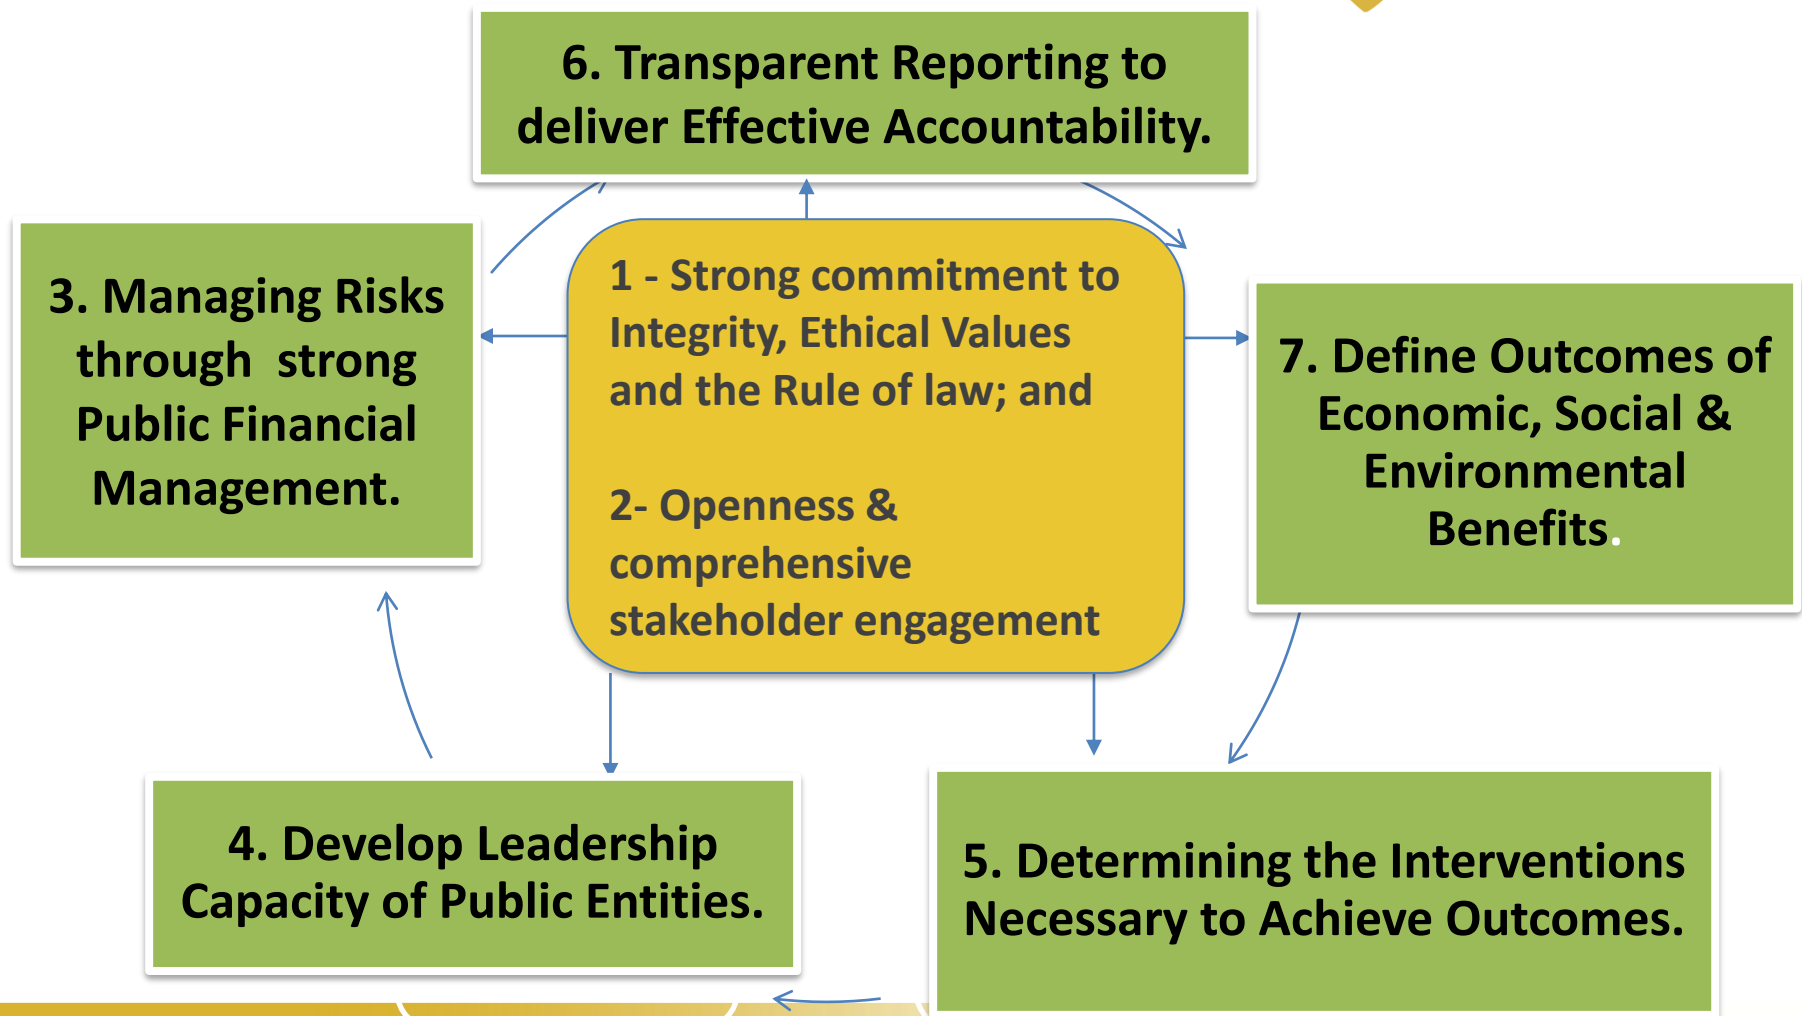 6. Transparent Reporting to
deliver Effective Accountability.
3. Managing Risks
through  strong
Public Financial
Management.
1 - Strong commitment to
Integrity, Ethical Values
and the Rule of law; and
2- Openness &
comprehensive
stakeholder engagement
7. Define Outcomes of
Economic, Social &
Environmental
Benefits.
4. Develop Leadership
Capacity of Public Entities.
5. Determining the Interventions
Necessary to Achieve Outcomes.